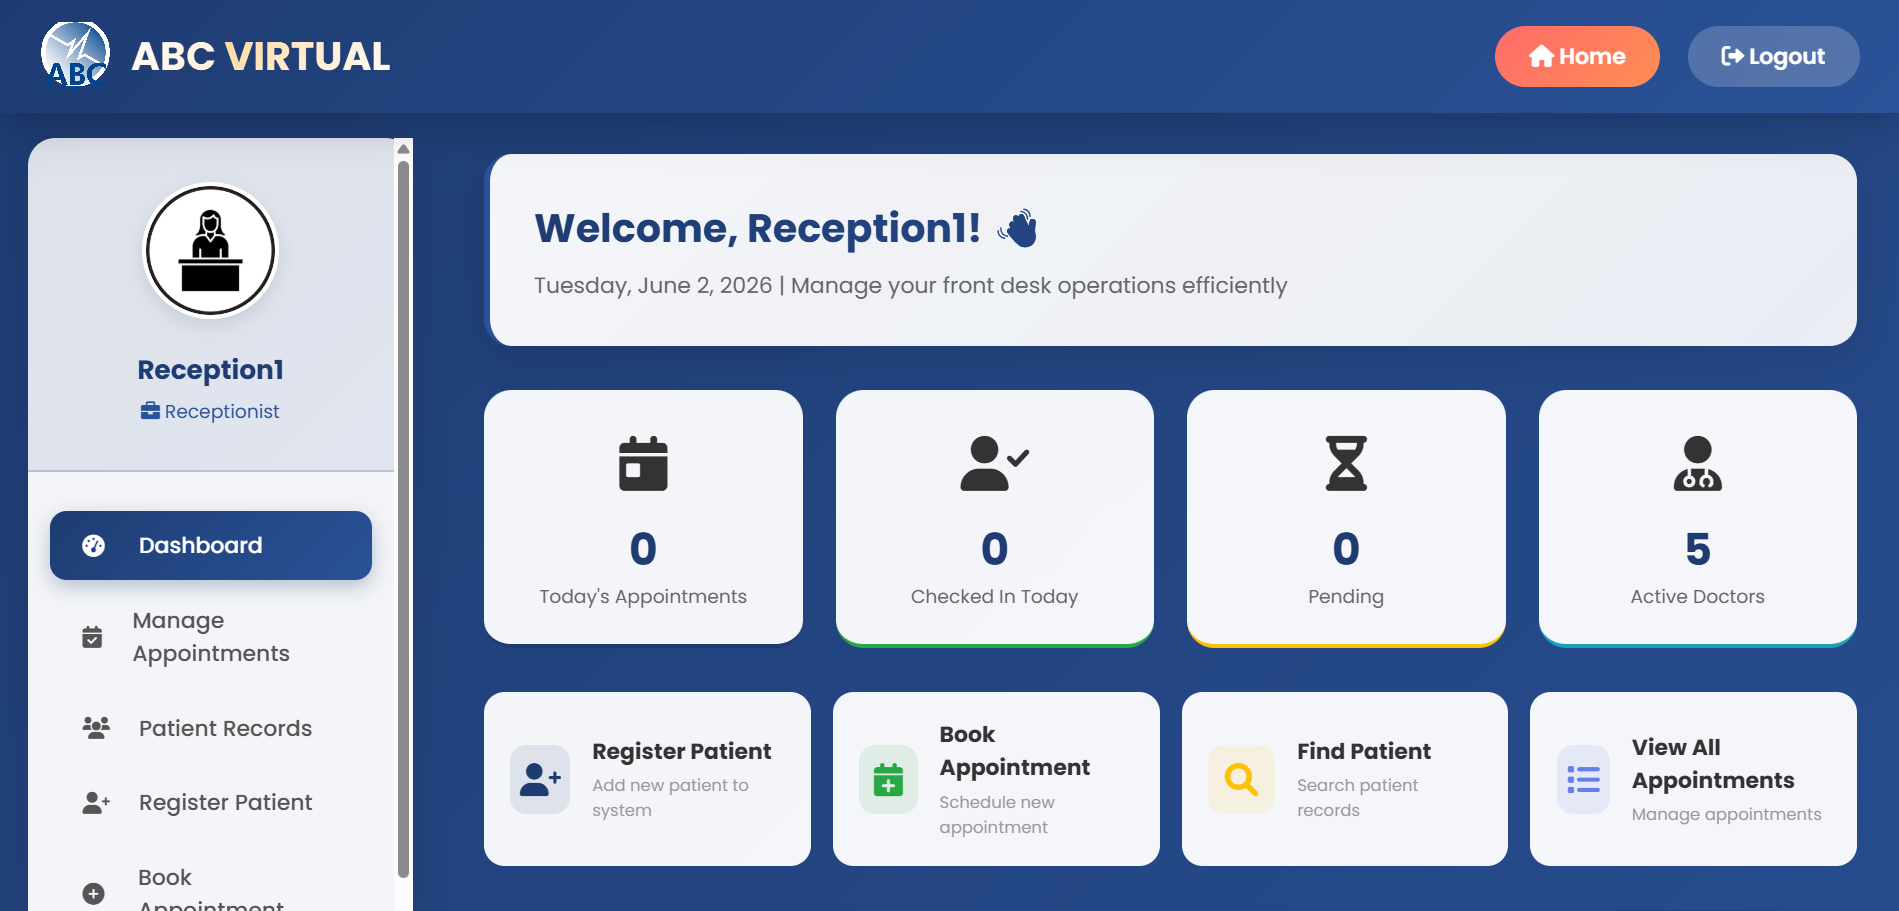 ABC
ABC VIRTUAL
Home
Logout
Reception1
Receptionist
Dashboard
Manage
Appointments
Patient Records
Register Patient
Book
Appointment
Welcome, Reception1!
Tuesday, June 2, 2026 | Manage your front desk operations efficiently
0
Today's Appointments
0
Checked In Today
0
Pending
5
Active Doctors
Register Patient
Add new patient to
system
Book
Appointment
Schedule new
appointment
Find Patient
Search patient
records
View All
Appointments
Manage appointments